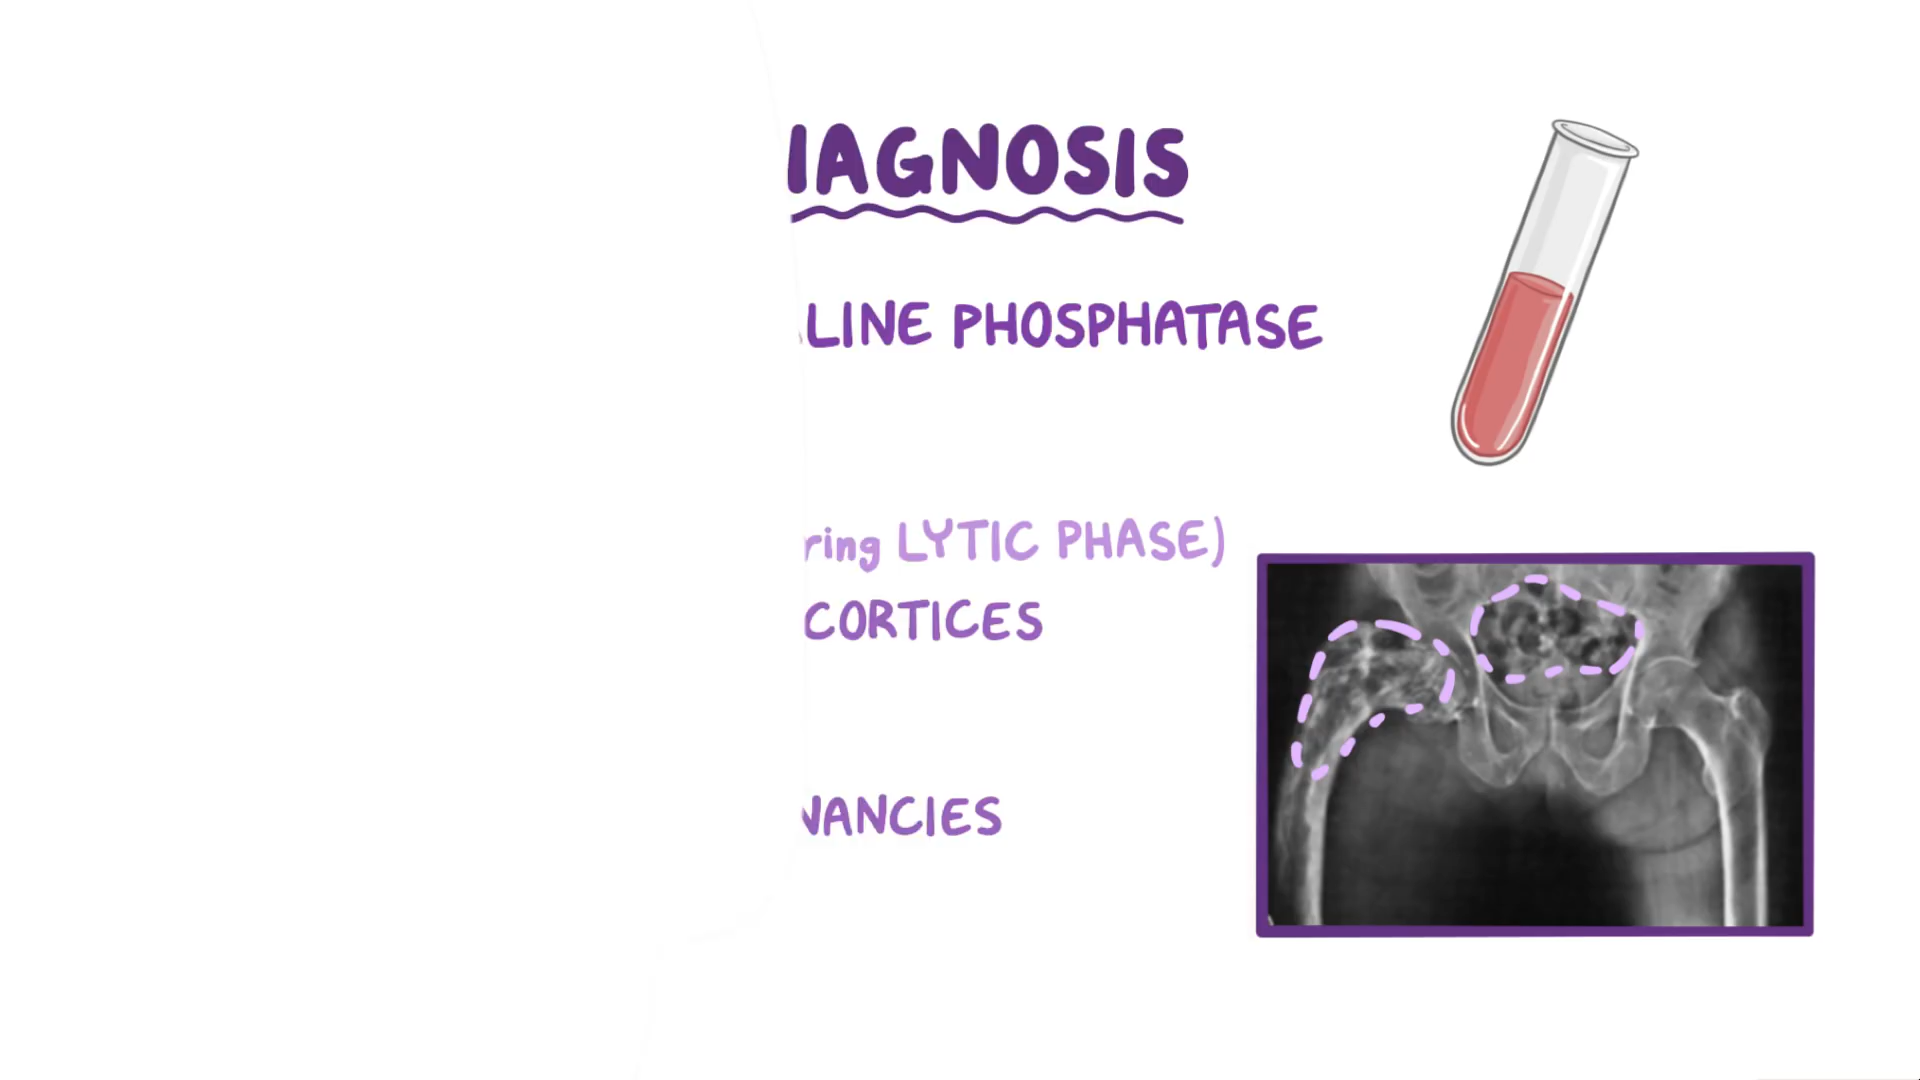 IAGNOSIS
LINE PHOSPHATASE
ring LYTIC PHASE)
CORTICES
NANCIES